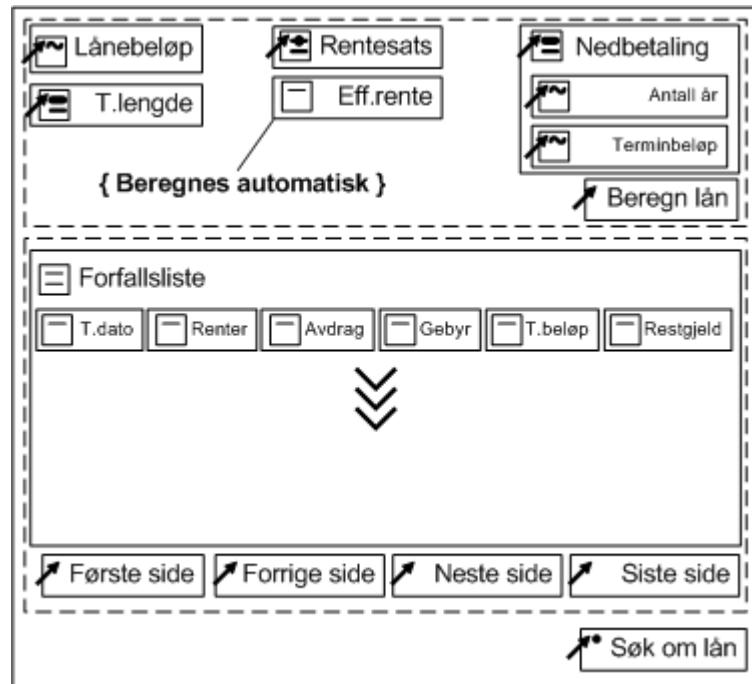 Lånebeløp
Rentesats
Nedbetaling
T.lengde
Eff.rente
Antall år
Terminbeløp
{ Beregnes automatisk }
Beregn lån
Forfallsliste
T.dato
Renter
Avdrag
Gebyr
T.beløp
Restgjeld
Første side
Forrige side
Neste side
Siste side
Søk om lån